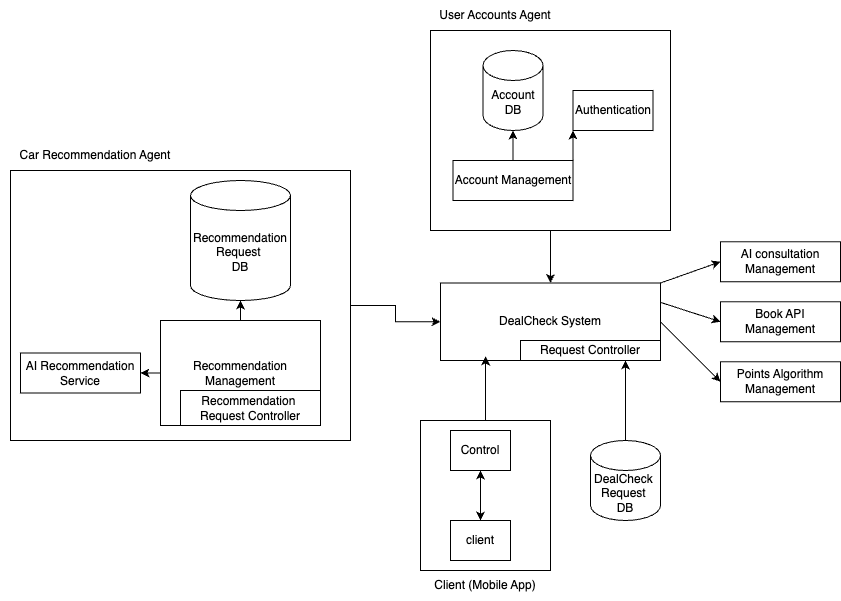 User Accounts Agent
Account
DB
Authentication
Account Management
Car Recommendation Agent
Recommendation
Request
DB
AI Recommendation
Service
Recommendation
Management
Recommendation
Request Controller
DealCheck System
Request Controller
AI consultation
Management
Book API
Management
Points Algorithm
Management
Control
client
Client (Mobile App)
DealCheck
Request
DB